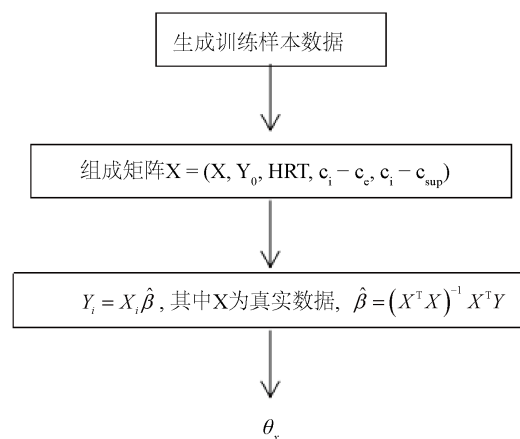 生成训练样本数据
组成矩阵X = (X, Y₀, HRT, cᵢ − cₑ, cᵢ − c_sup)
Yᵢ = Xᵢβ̂, 其中X为真实数据, β̂ = (XᵀX)⁻¹ XᵀY
θₓ